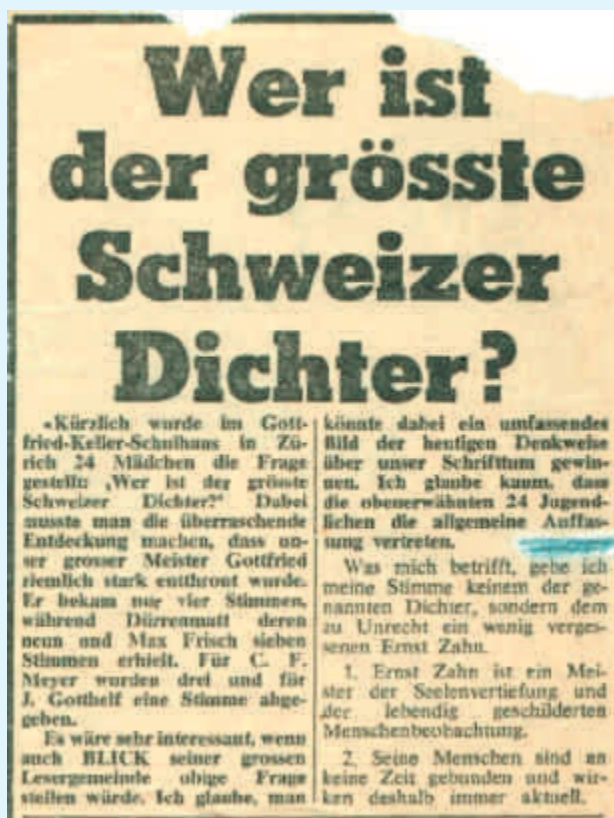 Wer ist
der grösste
Schweizer
Dichter?
«Kürzlich wurde im Gott-
fried-Keller-Schulhaus in Zü-
rich 24 Mädchen die Frage
gestellt: ‚Wer ist der grösste
Schweizer Dichter?' Dabei
musste man die überraschende
Entdeckung machen, dass un-
ser grosser Meister Gottfried
ziemlich stark entthront wurde.
Er bekam nur vier Stimmen,
während Dürrenmatt deren
neun und Max Frisch sieben
Stimmen erhielt. Für C. F.
Meyer wurden drei und für
J. Gotthelf eine Stimme abge-
geben.
Es wäre sehr interessant, wenn
auch BLICK seiner grossen
Lesergemeinde obige Frage
stellen würde. Ich glaube, man
könnte dabei ein umfassendes
Bild der heutigen Denkweise
über unser Schrifttum gewin-
nen. Ich glaube kaum, dass
die obenerwähnten 24 Jugend-
lichen die allgemeine Auffas-
sung vertreten.
Was mich betrifft, gebe ich
meine Stimme keinem der ge-
nannten Dichter, sondern dem
zu Unrecht ein wenig verges-
senen Ernst Zahn.
1. Ernst Zahn ist ein Mei-
ster der Seelenvertiefung und
der lebendig geschilderten
Menschenbeobachtung.
2. Seine Menschen sind an
keine Zeit gebunden und wir-
ken deshalb immer aktuell.